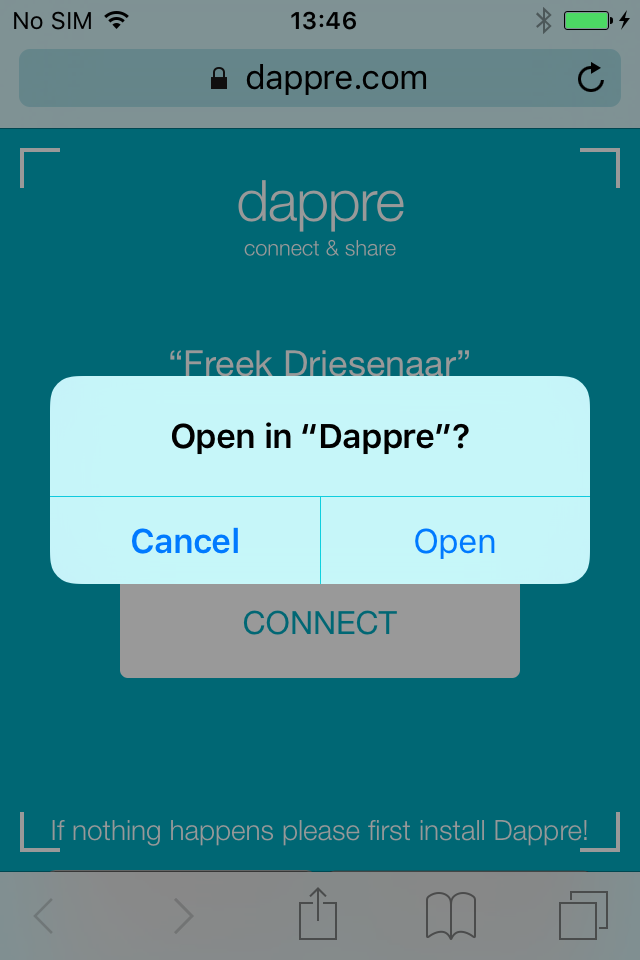 No SIM 13:46
dappre.com
dappre
connect & share
“Freek Driesenaar”
Open in “Dappre”?
Cancel Open
CONNECT
If nothing happens please first install Dappre!